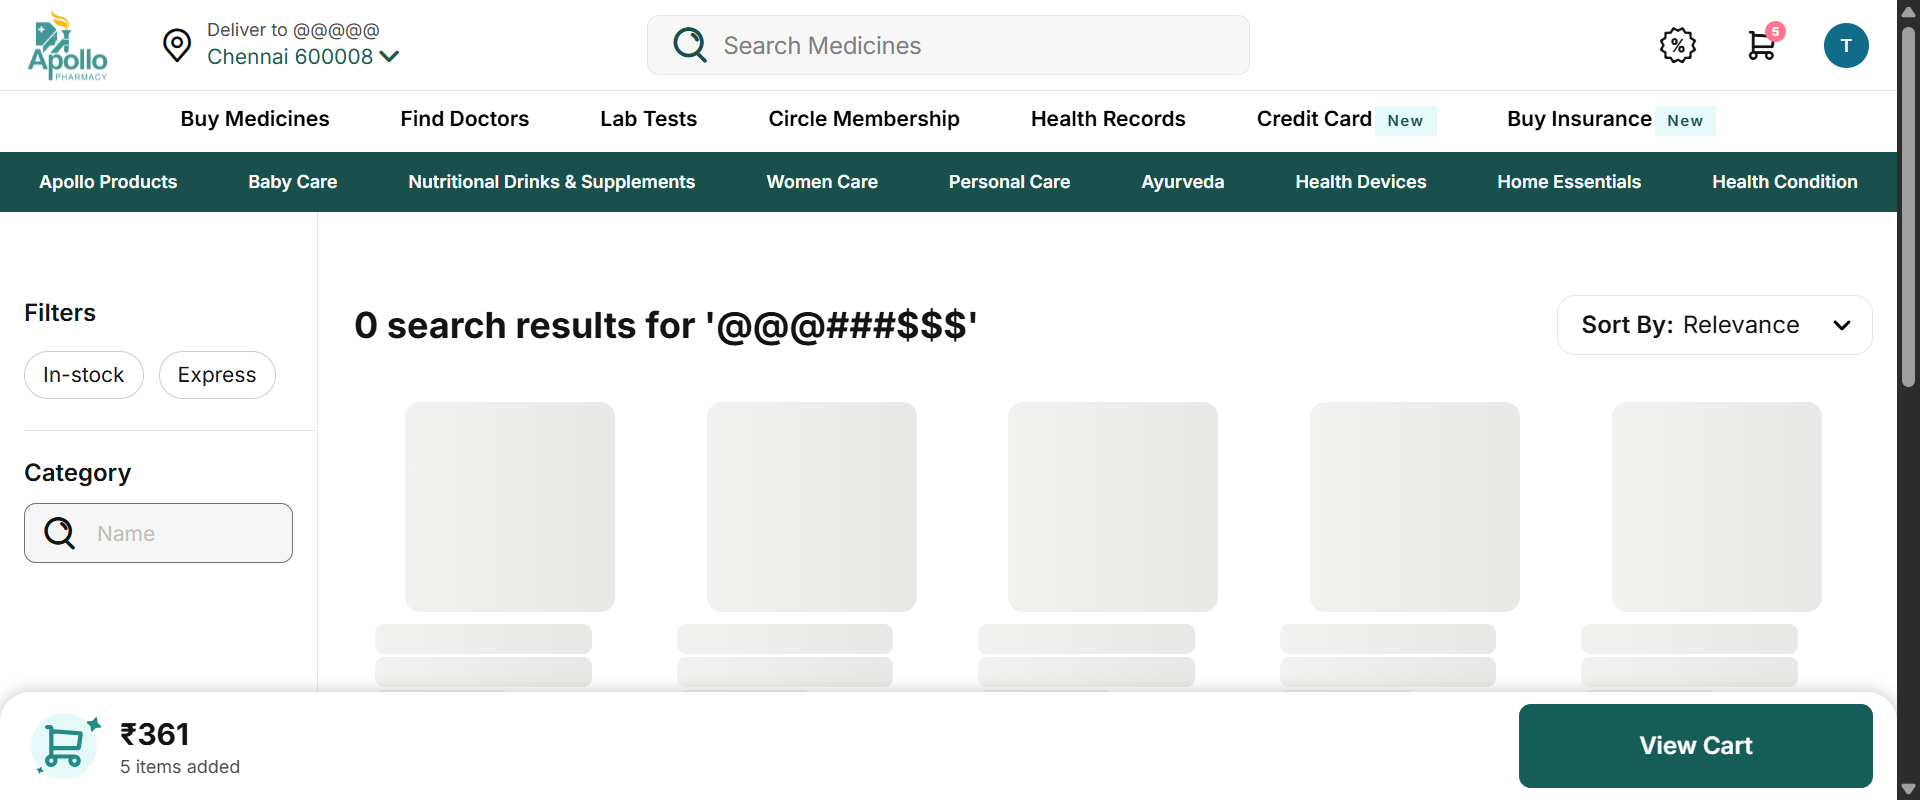 Apollo
PHARMACY
Deliver to @@@@@
Chennai 600008
Search Medicines
%
5
T
Buy Medicines
Find Doctors
Lab Tests
Circle Membership
Health Records
Credit Card New
Buy Insurance New
Apollo Products
Baby Care
Nutritional Drinks & Supplements
Women Care
Personal Care
Ayurveda
Health Devices
Home Essentials
Health Condition
Filters
In-stock
Express
Category
Name
0 search results for '@@@###$$$'
Sort By: Relevance
₹361
5 items added
View Cart